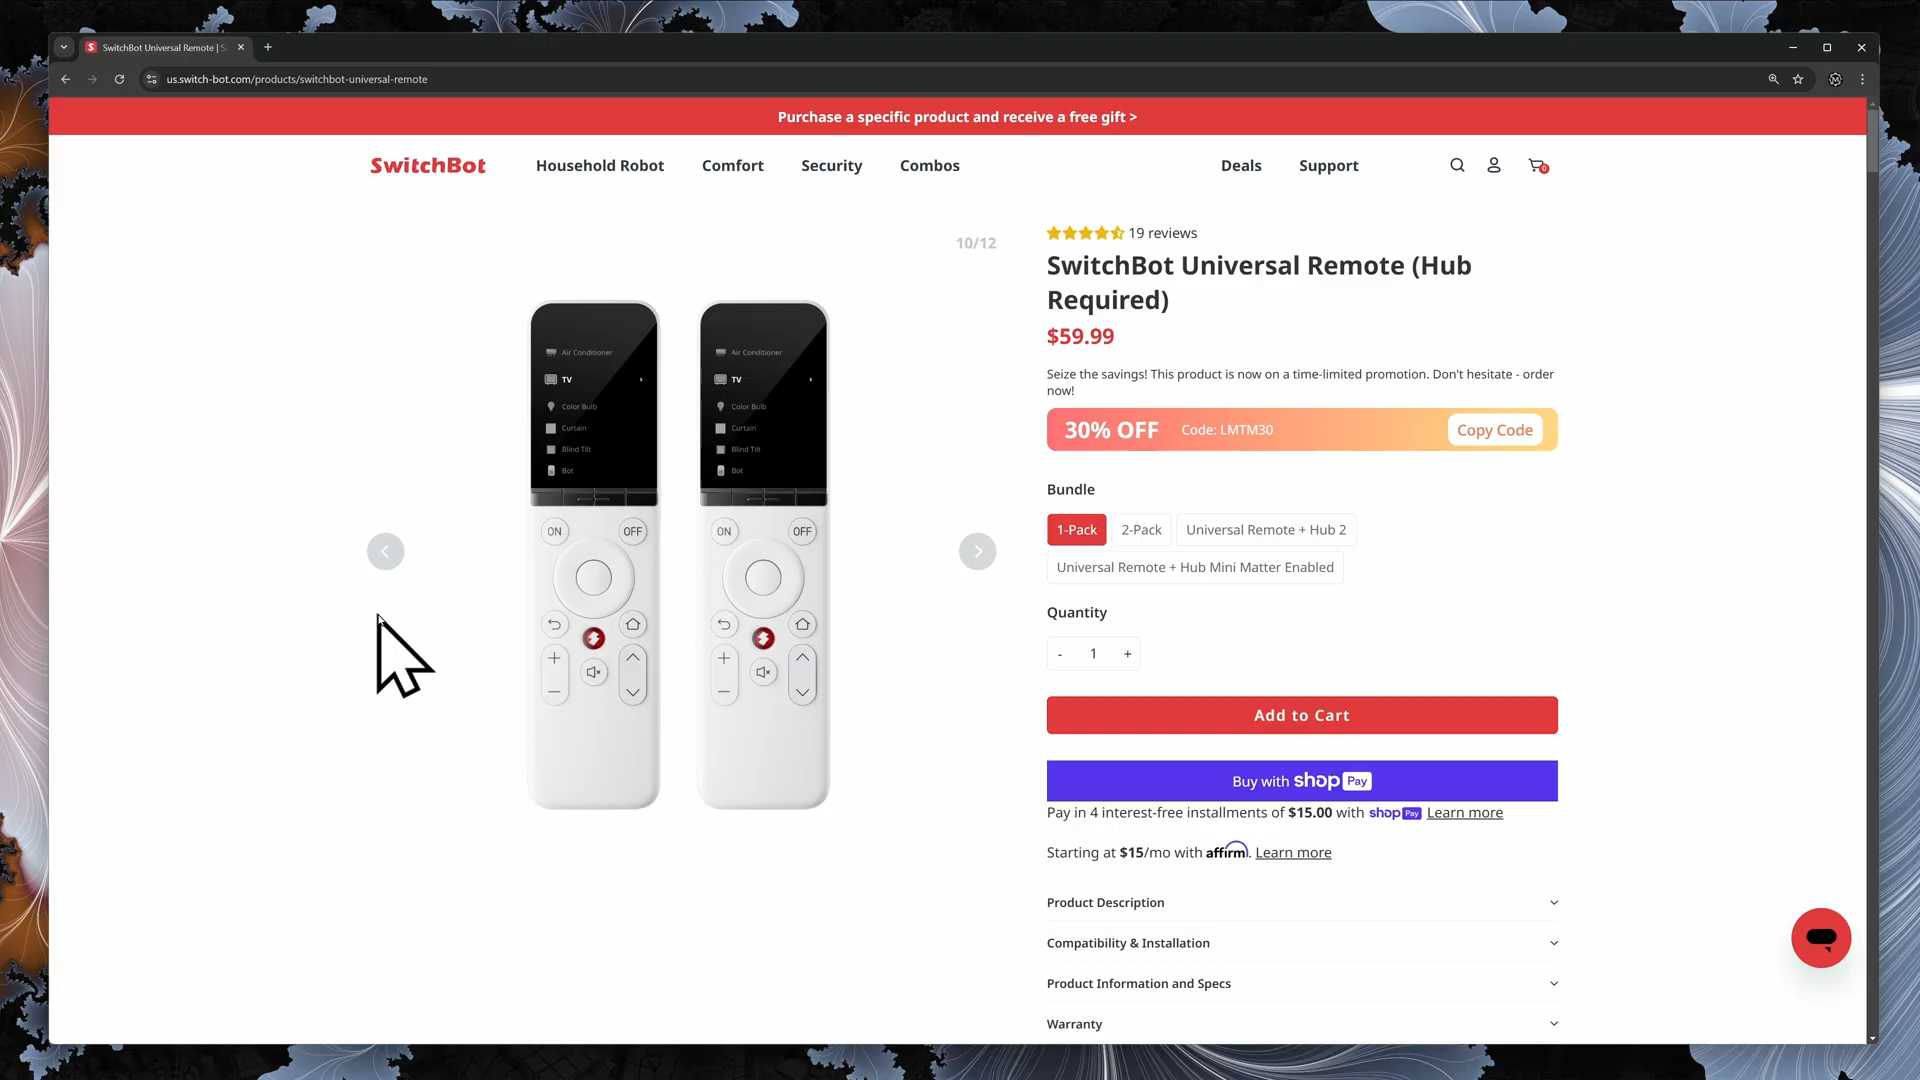 SwitchBot Universal Remote | S
us.switch-bot.com/products/switchbot-universal-remote
Purchase a specific product and receive a free gift >
SwitchBot
Household Robot
Comfort
Security
Combos
Deals
Support
0
10/12
Air Conditioner
TV
Color Bulb
Curtain
Blind Tilt
Bot
ON
OFF
Air Conditioner
TV
Color Bulb
Curtain
Blind Tilt
Bot
ON
OFF
19 reviews
SwitchBot Universal Remote (Hub
Required)
$59.99
Seize the savings! This product is now on a time-limited promotion. Don't hesitate - order
now!
30% OFF
Code: LMTM30
Copy Code
Bundle
1-Pack
2-Pack
Universal Remote + Hub 2
Universal Remote + Hub Mini Matter Enabled
Quantity
- 1 +
Add to Cart
Buy with shop Pay
Pay in 4 interest-free installments of $15.00 with shop Pay Learn more
Starting at $15/mo with affirm. Learn more
Product Description
Compatibility & Installation
Product Information and Specs
Warranty